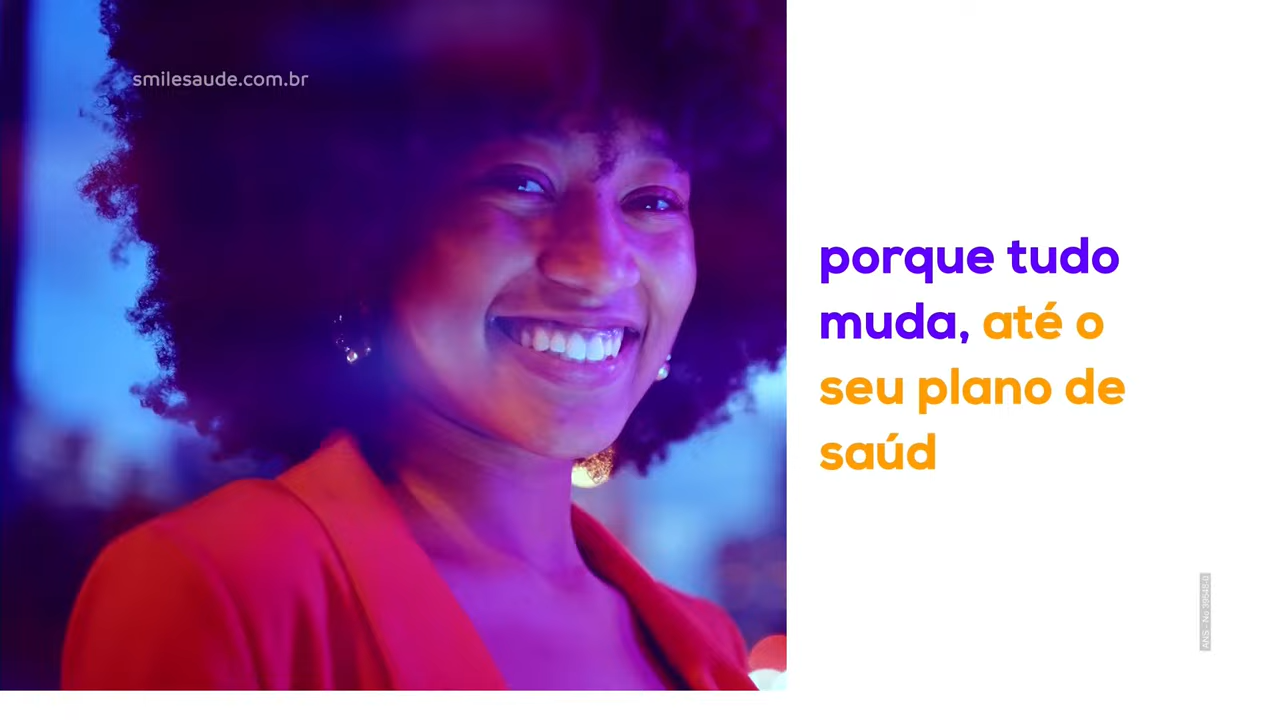 smilesaude.com.br
porque tudo
muda, até o
seu plano de
saúd